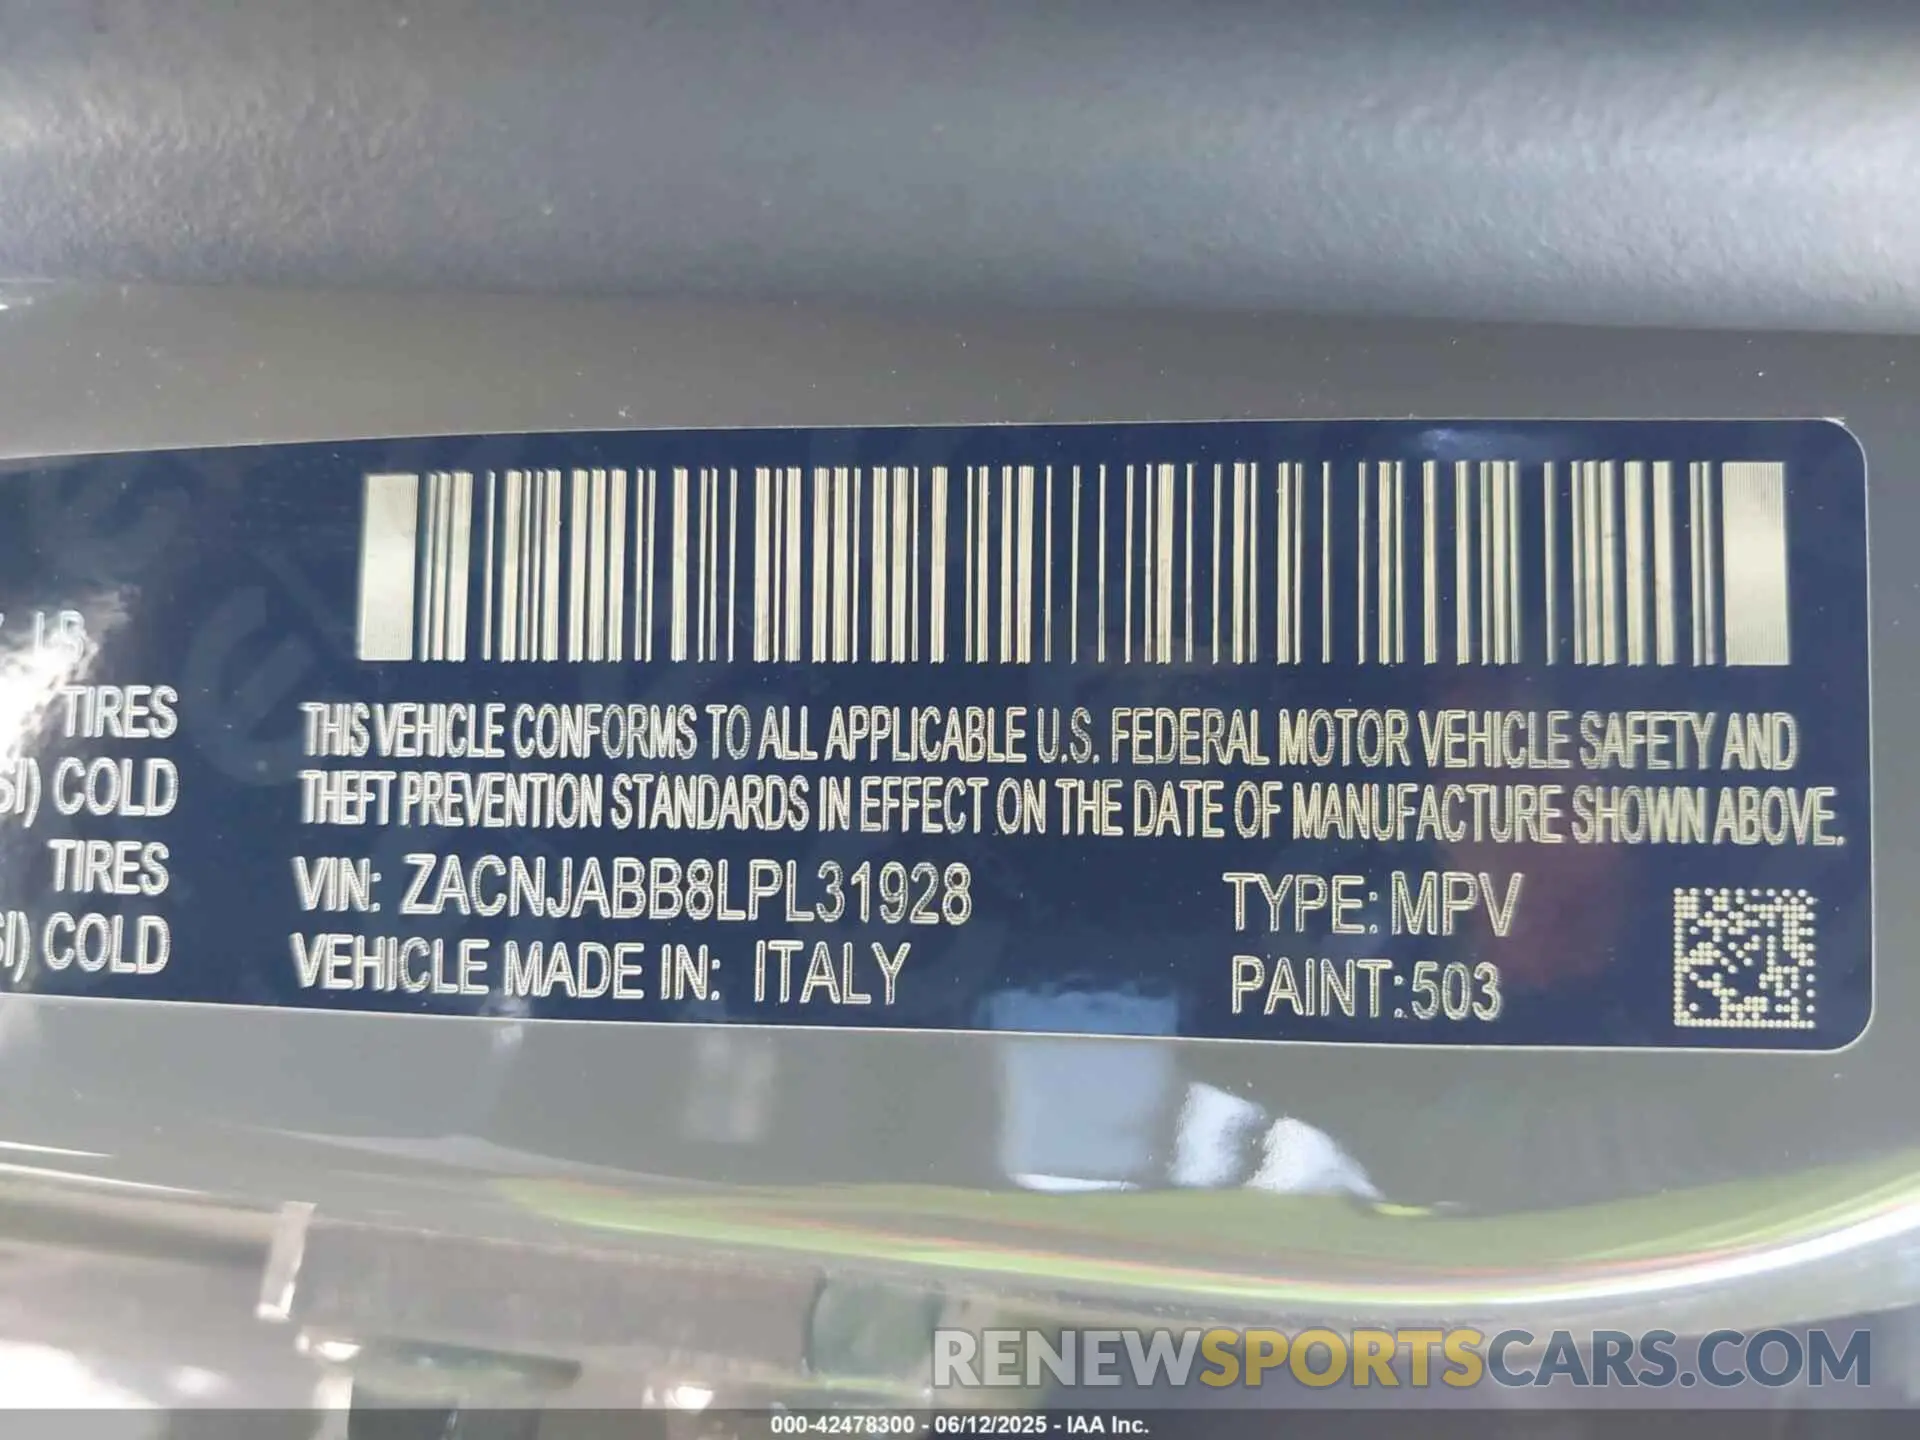 TIRES
SI) COLD
TIRES
SI) COLD
THIS VEHICLE CONFORMS TO ALL APPLICABLE U.S. FEDERAL MOTOR VEHICLE SAFETY AND
THEFT PREVENTION STANDARDS IN EFFECT ON THE DATE OF MANUFACTURE SHOWN ABOVE.
VIN: ZACNJABB8LPL31928 TYPE: MPV
VEHICLE MADE IN: ITALY PAINT: 503
RENEWSPORTSCARS.COM
000-42478300 - 06/12/2025 - IAA Inc.